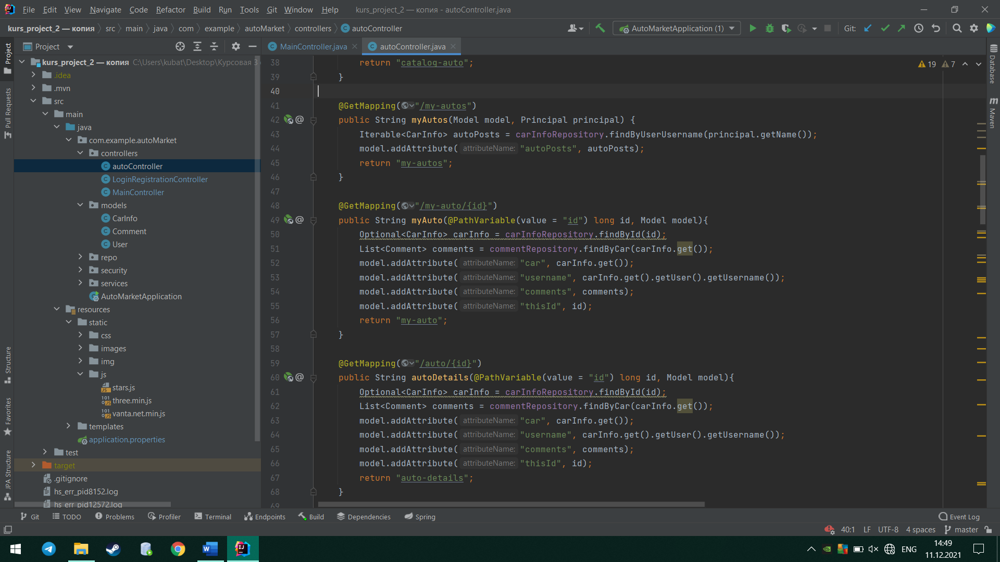 File Edit View Navigate Code Refactor Build Run Tools Git Window Help kurs_project_2 — копия - autoController.java
kurs_project_2 — копия src main java com example autoMarket controllers autoController AutoMarketApplication (1) Git:
Project
MainController.java autoController.java
Project
Pull Requests
Structure
Favorites
JPA Structure
kurs_project_2 — копия C:\Users\kubat\Desktop\Курсовая 3
.idea
.mvn
src
main
java
com.example.autoMarket
controllers
autoController
LoginRegistrationController
MainController
models
CarInfo
Comment
User
repo
security
services
AutoMarketApplication
resources
static
css
images
img
js
stars.js
three.min.js
vanta.net.min.js
templates
application.properties
test
target
.gitignore
hs_err_pid8152.log
hs_err_pid12572.log
19 7
38 return "catalog-auto";
39 }
40
41 @GetMapping("/my-autos")
42 @ public String myAutos(Model model, Principal principal) {
43 Iterable<CarInfo> autoPosts = carInfoRepository.findByUserUsername(principal.getName());
44 model.addAttribute( attributeName: "autoPosts", autoPosts);
45 return "my-autos";
46 }
47
48 @GetMapping("/my-auto/{id}")
49 @ public String myAuto(@PathVariable(value = "id") long id, Model model){
50 Optional<CarInfo> carInfo = carInfoRepository.findById(id);
51 List<Comment> comments = commentRepository.findByCar(carInfo.get());
52 model.addAttribute( attributeName: "car", carInfo.get());
53 model.addAttribute( attributeName: "username", carInfo.get().getUser().getUsername());
54 model.addAttribute( attributeName: "comments", comments);
55 model.addAttribute( attributeName: "thisId", id);
56 return "my-auto";
57 }
58
59 @GetMapping("/auto/{id}")
60 @ public String autoDetails(@PathVariable(value = "id") long id, Model model){
61 Optional<CarInfo> carInfo = carInfoRepository.findById(id);
62 List<Comment> comments = commentRepository.findByCar(carInfo.get());
63 model.addAttribute( attributeName: "car", carInfo.get());
64 model.addAttribute( attributeName: "username", carInfo.get().getUser().getUsername());
65 model.addAttribute( attributeName: "comments", comments);
66 model.addAttribute( attributeName: "thisId", id);
67 return "auto-details";
68 }
69
Database
Maven
Git TODO Problems Profiler Terminal Endpoints Build Dependencies Spring Event Log
40:1 LF UTF-8 4 spaces master
ENG 14:49
11.12.2021